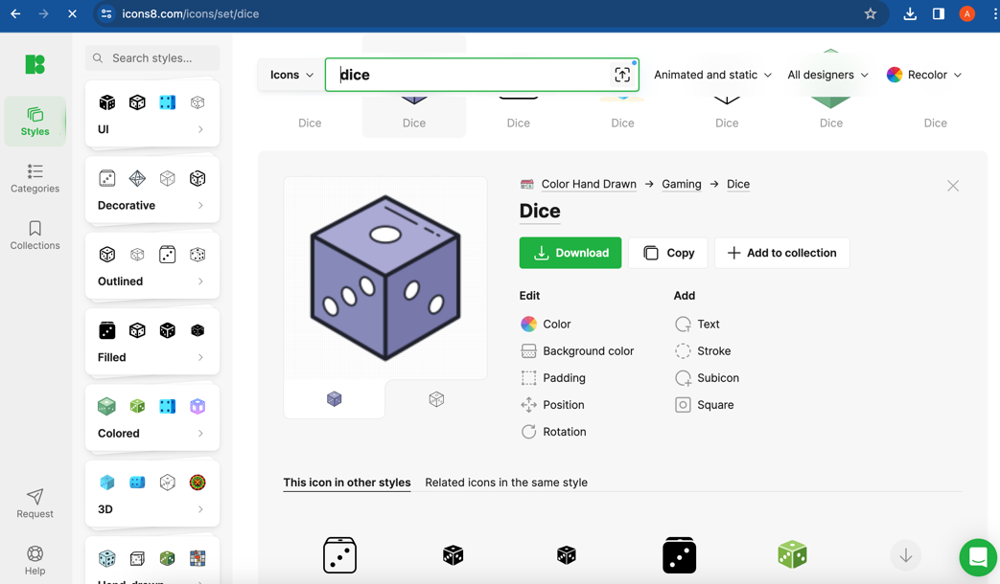 icons8.com/icons/set/dice
A
Search styles...
Icons
dice
Animated and static
All designers
Recolor
Dice
Dice
Dice
Dice
Dice
Dice
Dice
Styles
Categories
Collections
Request
Help
UI
Decorative
Outlined
Filled
Colored
3D
Hand-drawn
Color Hand Drawn → Gaming → Dice
Dice
Download
Copy
Add to collection
Edit
Add
Color
Text
Background color
Stroke
Padding
Subicon
Position
Square
Rotation
This icon in other styles
Related icons in the same style